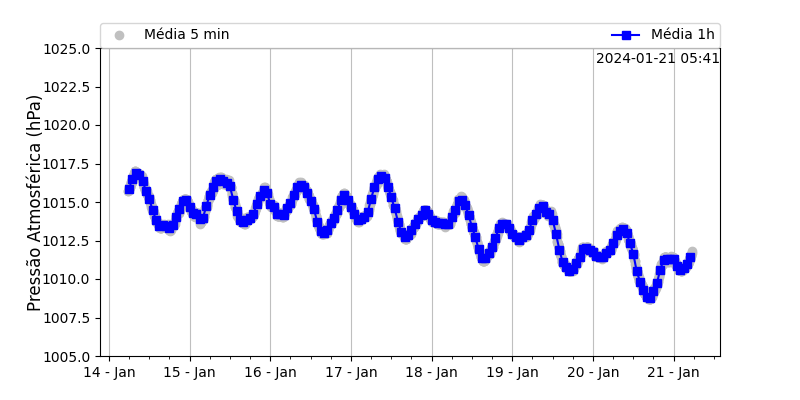 Média 5 min
Média 1h
2024-01-21 05:41
Pressão Atmosférica (hPa)
1025.0
1022.5
1020.0
1017.5
1015.0
1012.5
1010.0
1007.5
1005.0
14 - Jan
15 - Jan
16 - Jan
17 - Jan
18 - Jan
19 - Jan
20 - Jan
21 - Jan